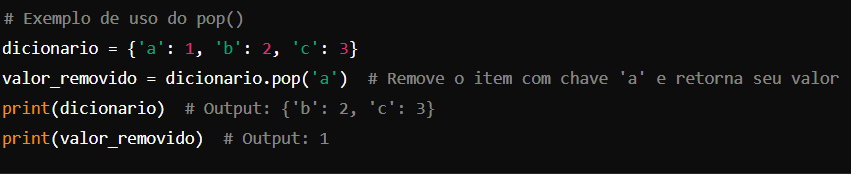 # Exemplo de uso do pop()
dicionario = {'a': 1, 'b': 2, 'c': 3}
valor_removido = dicionario.pop('a')  # Remove o item com chave 'a' e retorna seu valor
print(dicionario)  # Output: {'b': 2, 'c': 3}
print(valor_removido)  # Output: 1